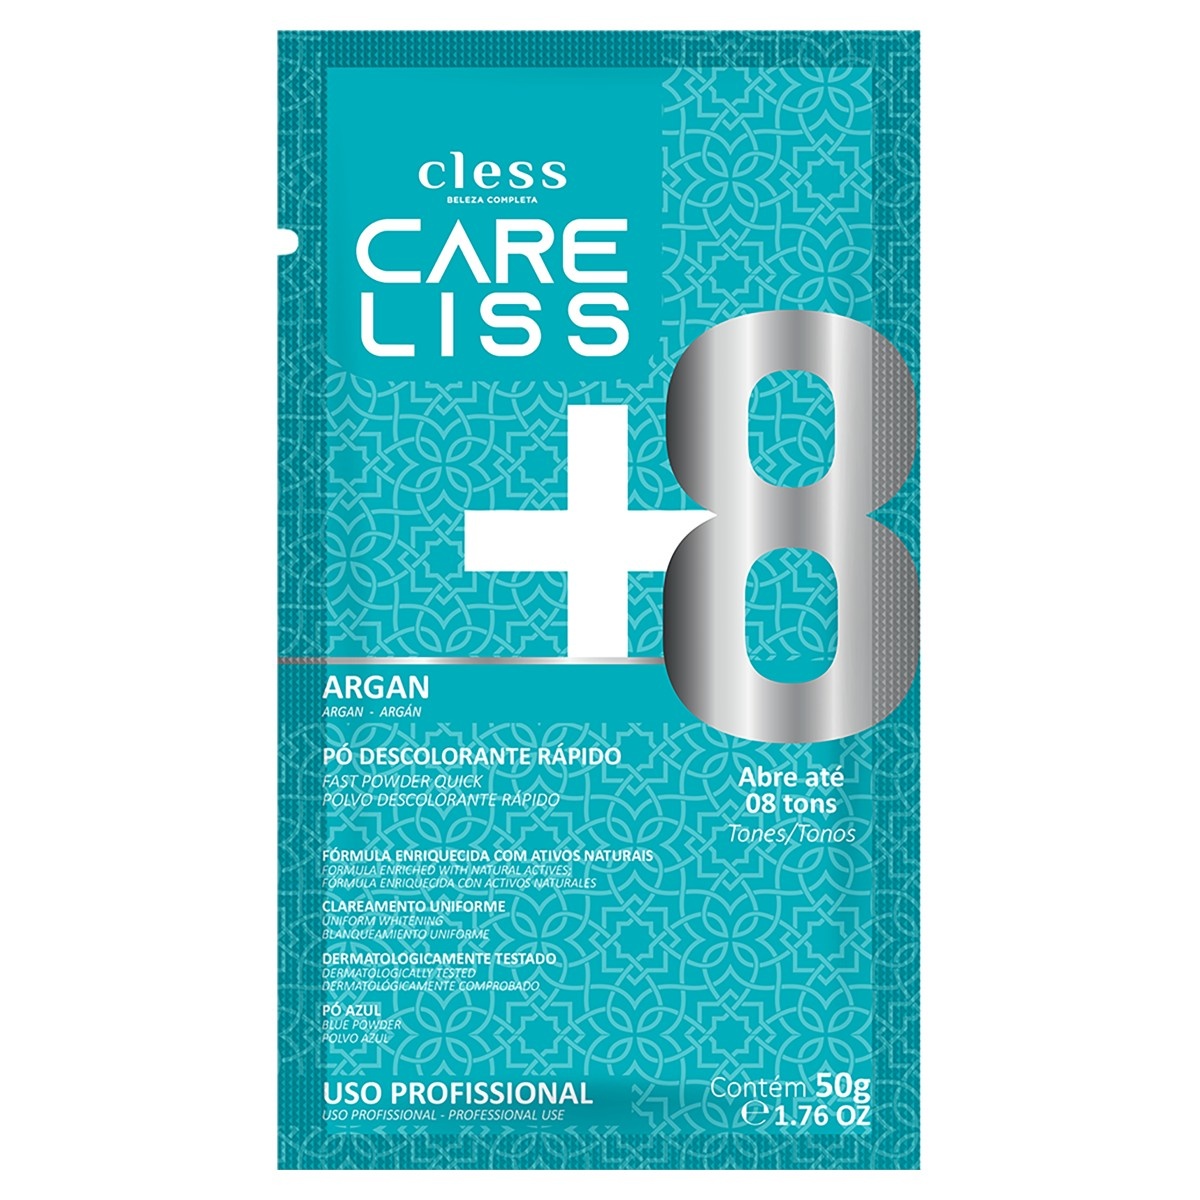 cless
BELEZA COMPLETA
CARE
LISS
+8
ARGAN
ARGAN - ARGÁN
PÓ DESCOLORANTE RÁPIDO
FAST POWDER QUICK
POLVO DESCOLORANTE RÁPIDO
Abre até
08 tons
Tones/Tonos
FÓRMULA ENRIQUECIDA COM ATIVOS NATURAIS
FORMULA ENRICHED WITH NATURAL ACTIVES;
FÓRMULA ENRIQUECIDA CON ACTIVOS NATURALES
CLAREAMENTO UNIFORME
UNIFORM WHITENING
BLANQUEAMIENTO UNIFORME
DERMATOLOGICAMENTE TESTADO
DERMATOLOGICALLY TESTED
DERMATOLÓGICAMENTE COMPROBADO
PÓ AZUL
BLUE POWDER
POLVO AZUL
USO PROFISSIONAL
USO PROFISSIONAL - PROFESSIONAL USE
Contém 50g
℮ 1.76 OZ